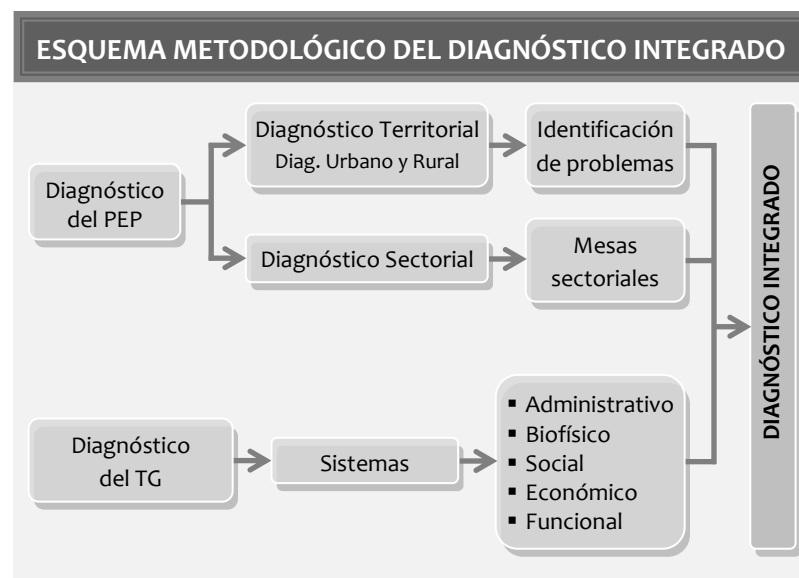 ESQUEMA METODOLÓGICO DEL DIAGNÓSTICO INTEGRADO
Diagnóstico
del PEP
Diagnóstico Territorial
Diag. Urbano y Rural
Identificación
de problemas
Diagnóstico Sectorial
Mesas
sectoriales
Diagnóstico
del TG
Sistemas
▪ Administrativo
▪ Biofísico
▪ Social
▪ Económico
▪ Funcional
DIAGNÓSTICO INTEGRADO